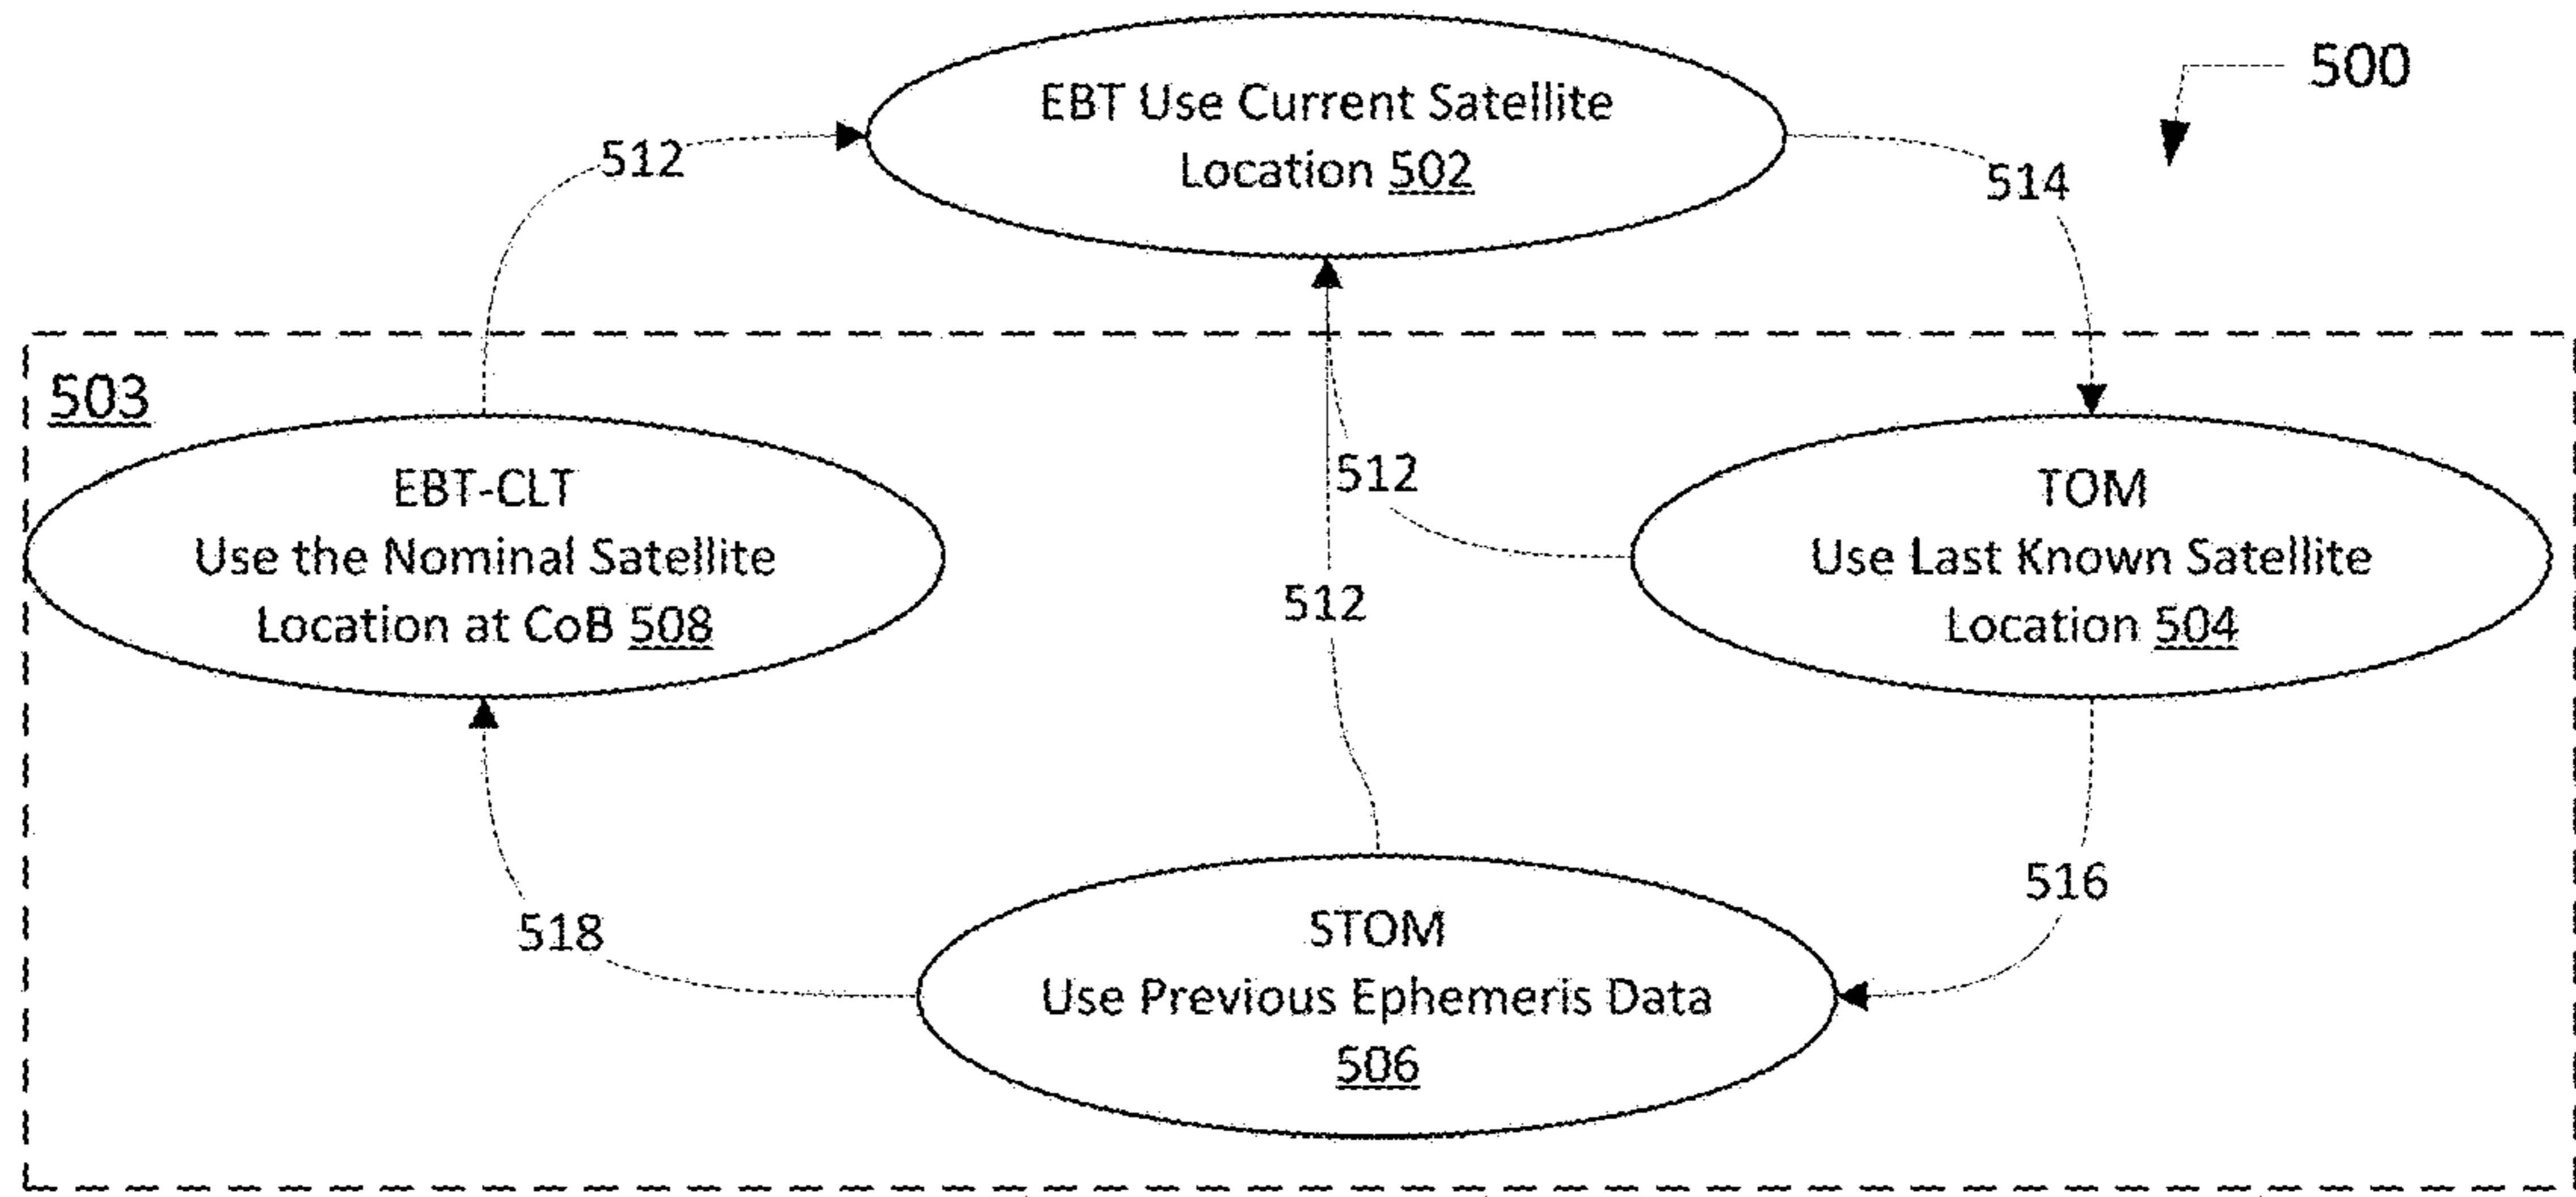 EBT Use Current Satellite
Location 502
500
512
514
503
EBT-CLT
Use the Nominal Satellite
Location at CoB 508
512
512
TOM
Use Last Known Satellite
Location 504
518
STOM
Use Previous Ephemeris Data
506
516